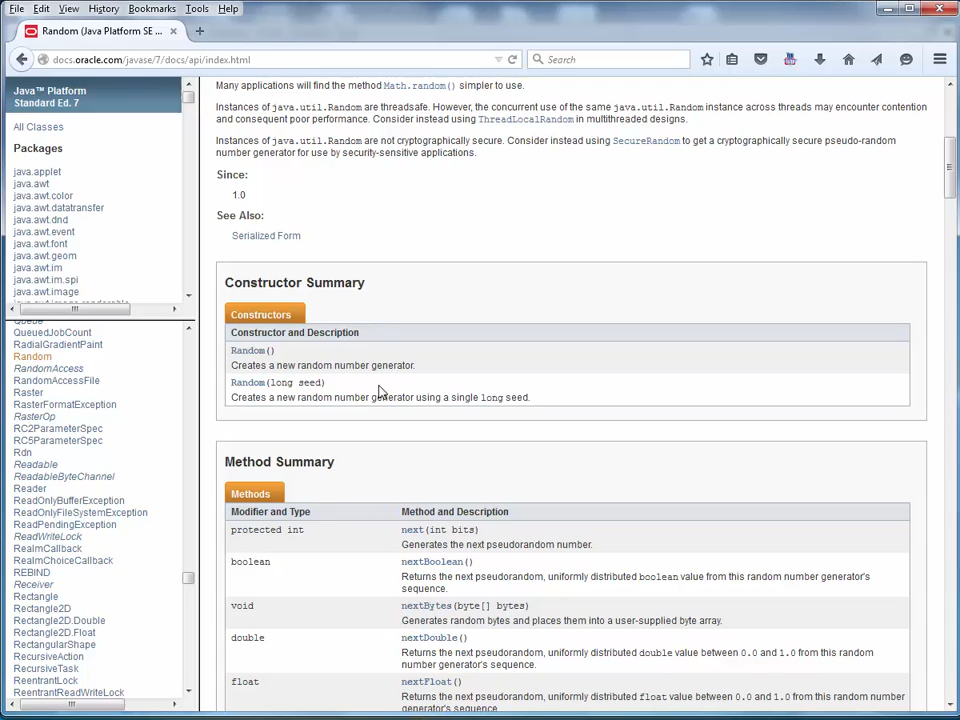 File Edit View History Bookmarks Tools Help
Random (Java Platform SE ...
docs.oracle.com/javase/7/docs/api/index.html
Search
Java™ Platform
Standard Ed. 7
All Classes
Packages
java.applet
java.awt
java.awt.color
java.awt.datatransfer
java.awt.dnd
java.awt.event
java.awt.font
java.awt.geom
java.awt.im
java.awt.im.spi
java.awt.image
java.awt.image.renderable
Queue
QueuedJobCount
RadialGradientPaint
Random
RandomAccess
RandomAccessFile
Raster
RasterFormatException
RasterOp
RC2ParameterSpec
RC5ParameterSpec
Rdn
Readable
ReadableByteChannel
Reader
ReadOnlyBufferException
ReadOnlyFileSystemException
ReadPendingException
ReadWriteLock
RealmCallback
RealmChoiceCallback
REBIND
Receiver
Rectangle
Rectangle2D
Rectangle2D.Double
Rectangle2D.Float
RectangularShape
RecursiveAction
RecursiveTask
ReentrantLock
ReentrantReadWriteLock
Many applications will find the method Math.random() simpler to use.
Instances of java.util.Random are threadsafe. However, the concurrent use of the same java.util.Random instance across threads may encounter contention
and consequent poor performance. Consider instead using ThreadLocalRandom in multithreaded designs.
Instances of java.util.Random are not cryptographically secure. Consider instead using SecureRandom to get a cryptographically secure pseudo-random
number generator for use by security-sensitive applications.
Since:
1.0
See Also:
Serialized Form
Constructor Summary
Constructors
Constructor and Description
Random()
Creates a new random number generator.
Random(long seed)
Creates a new random number generator using a single long seed.
Method Summary
Methods
Modifier and Type Method and Description
protected int next(int bits)
Generates the next pseudorandom number.
boolean nextBoolean()
Returns the next pseudorandom, uniformly distributed boolean value from this random number generator's
sequence.
void nextBytes(byte[] bytes)
Generates random bytes and places them into a user-supplied byte array.
double nextDouble()
Returns the next pseudorandom, uniformly distributed double value between 0.0 and 1.0 from this random
number generator's sequence.
float nextFloat()
Returns the next pseudorandom, uniformly distributed float value between 0.0 and 1.0 from this random
number generator's sequence.